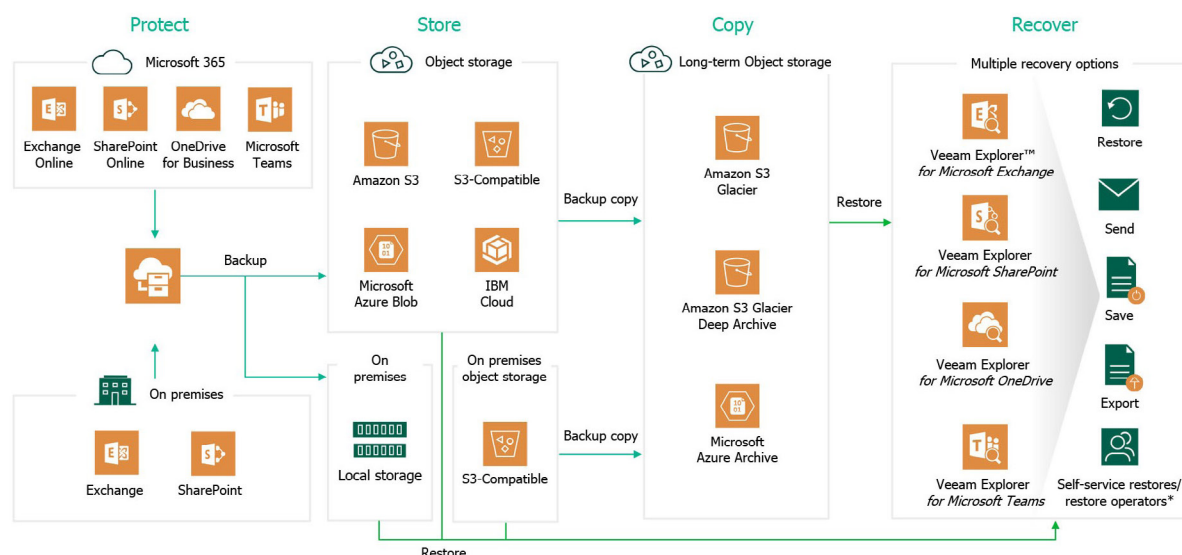 Protect
Store
Copy
Recover
Microsoft 365
Exchange
Online
SharePoint
Online
OneDrive
for Business
Microsoft
Teams
Backup
On premises
Exchange
SharePoint
Object storage
Amazon S3
S3-Compatible
Microsoft
Azure Blob
IBM
Cloud
On
premises
Local storage
On premises
object storage
S3-Compatible
Backup copy
Backup copy
Long-term Object storage
Amazon S3
Glacier
Amazon S3 Glacier
Deep Archive
Microsoft
Azure Archive
Restore
Restore
Multiple recovery options
Veeam Explorer™
for Microsoft Exchange
Veeam Explorer
for Microsoft SharePoint
Veeam Explorer
for Microsoft OneDrive
Veeam Explorer
for Microsoft Teams
Restore
Send
Save
Export
Self-service restores/
restore operators*